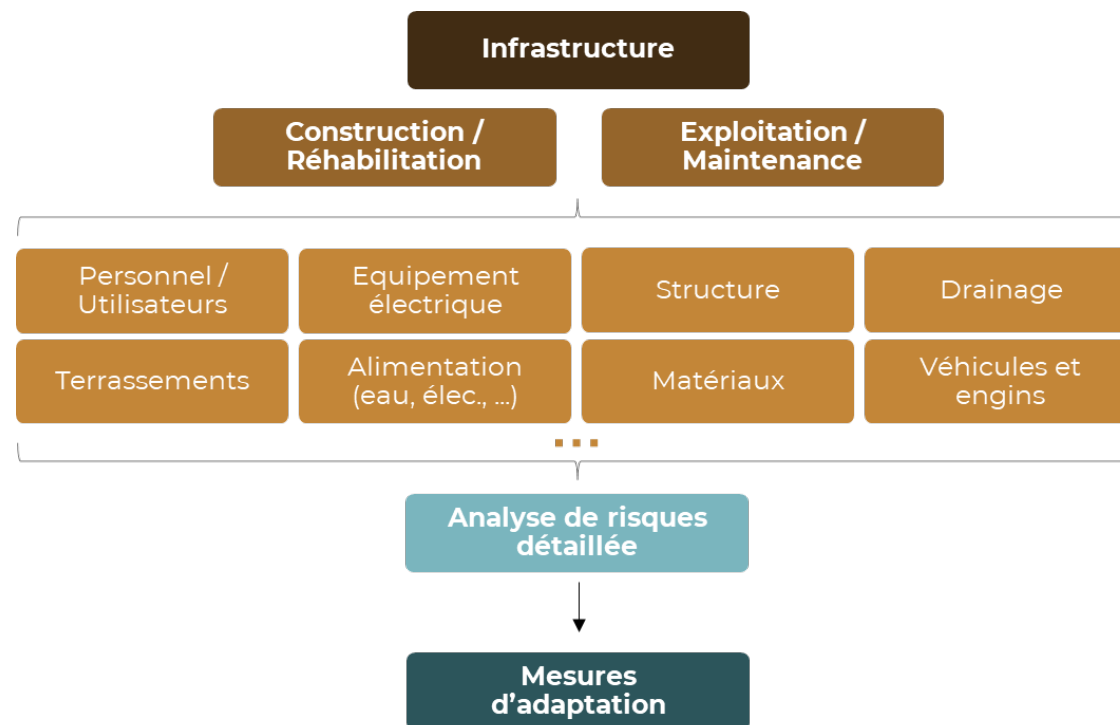 Infrastructure
Construction /
Réhabilitation
Exploitation /
Maintenance
Personnel /
Utilisateurs
Equipement
électrique
Structure
Drainage
Terrassements
Alimentation
(eau, élec., ...)
Matériaux
Véhicules et
engins
...
Analyse de risques
détaillée
Mesures
d’adaptation